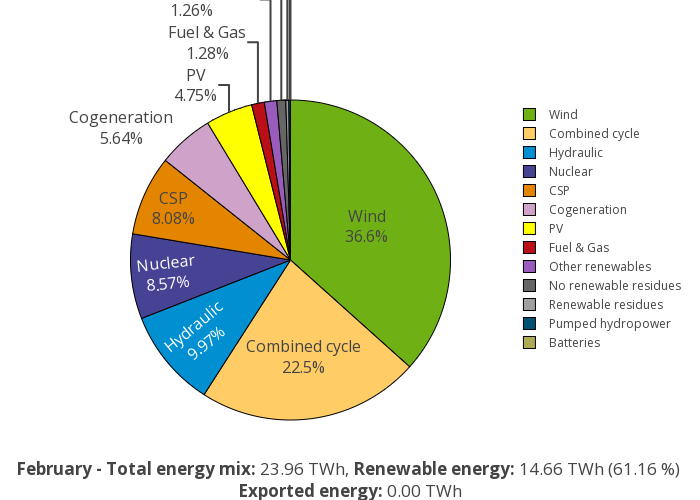 1.26%
Fuel & Gas
1.28%
PV
4.75%
Cogeneration
5.64%
CSP
8.08%
Nuclear
8.57%
Hydraulic
9.97%
Combined cycle
22.5%
Wind
36.6%
Wind
Combined cycle
Hydraulic
Nuclear
CSP
Cogeneration
PV
Fuel & Gas
Other renewables
No renewable residues
Renewable residues
Pumped hydropower
Batteries
February - Total energy mix: 23.96 TWh, Renewable energy: 14.66 TWh (61.16 %)
Exported energy: 0.00 TWh